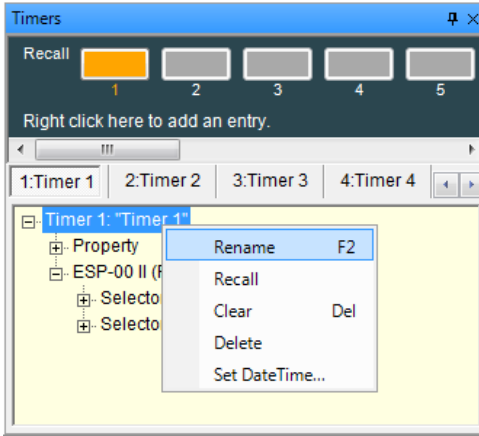 Timers
Recall
1 2 3 4 5
Right click here to add an entry.
1:Timer 1 2:Timer 2 3:Timer 3 4:Timer 4
Timer 1: "Timer 1"
Property
Rename F2
ESP-00 II (
Recall
Selecto
Clear Del
Selecto
Delete
Set DateTime...